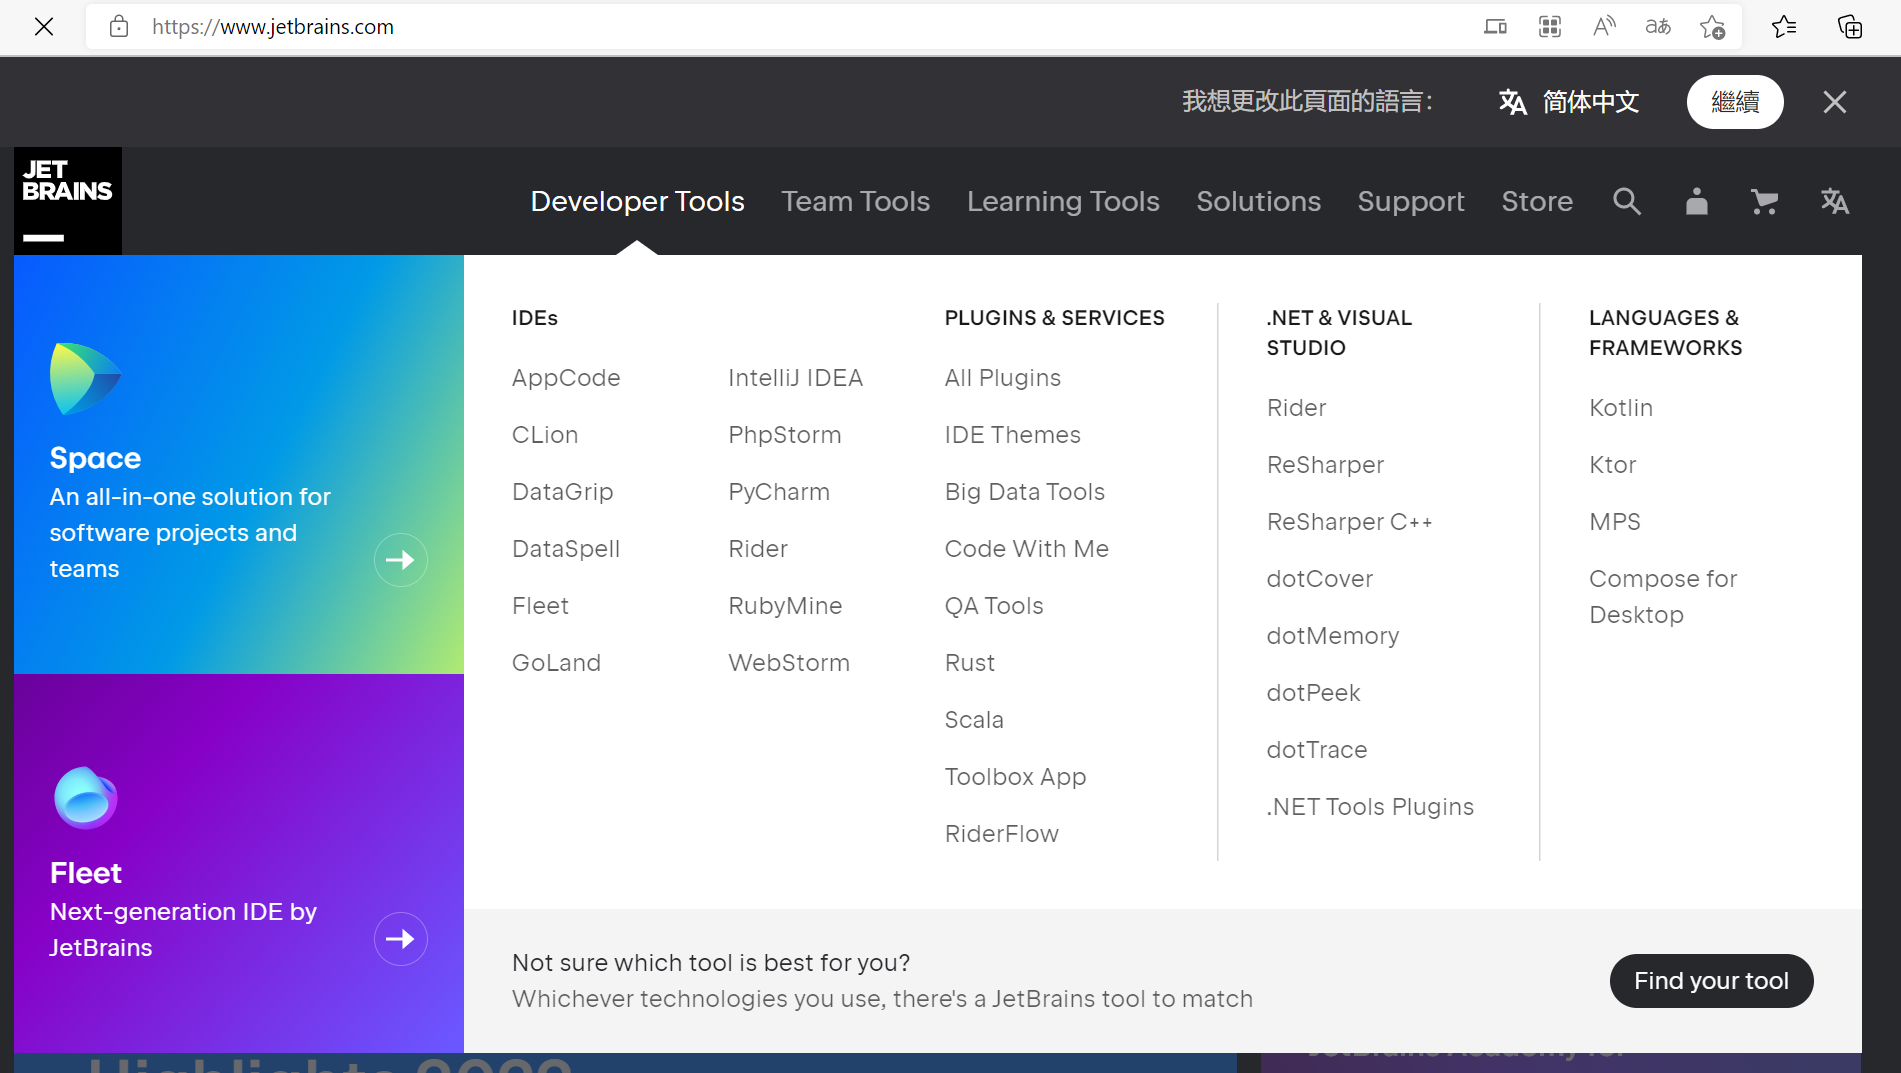 https://www.jetbrains.com
我想更改此頁面的語言：
简体中文
繼續
JET
BRAINS
Developer Tools
Team Tools
Learning Tools
Solutions
Support
Store
Space
An all-in-one solution for
software projects and
teams
Fleet
Next-generation IDE by
JetBrains
IDEs
AppCode
CLion
DataGrip
DataSpell
Fleet
GoLand
IntelliJ IDEA
PhpStorm
PyCharm
Rider
RubyMine
WebStorm
PLUGINS & SERVICES
All Plugins
IDE Themes
Big Data Tools
Code With Me
QA Tools
Rust
Scala
Toolbox App
RiderFlow
.NET & VISUAL
STUDIO
Rider
ReSharper
ReSharper C++
dotCover
dotMemory
dotPeek
dotTrace
.NET Tools Plugins
LANGUAGES &
FRAMEWORKS
Kotlin
Ktor
MPS
Compose for
Desktop
Not sure which tool is best for you?
Whichever technologies you use, there's a JetBrains tool to match
Find your tool
Highlights 2022
JetBrains Academy for